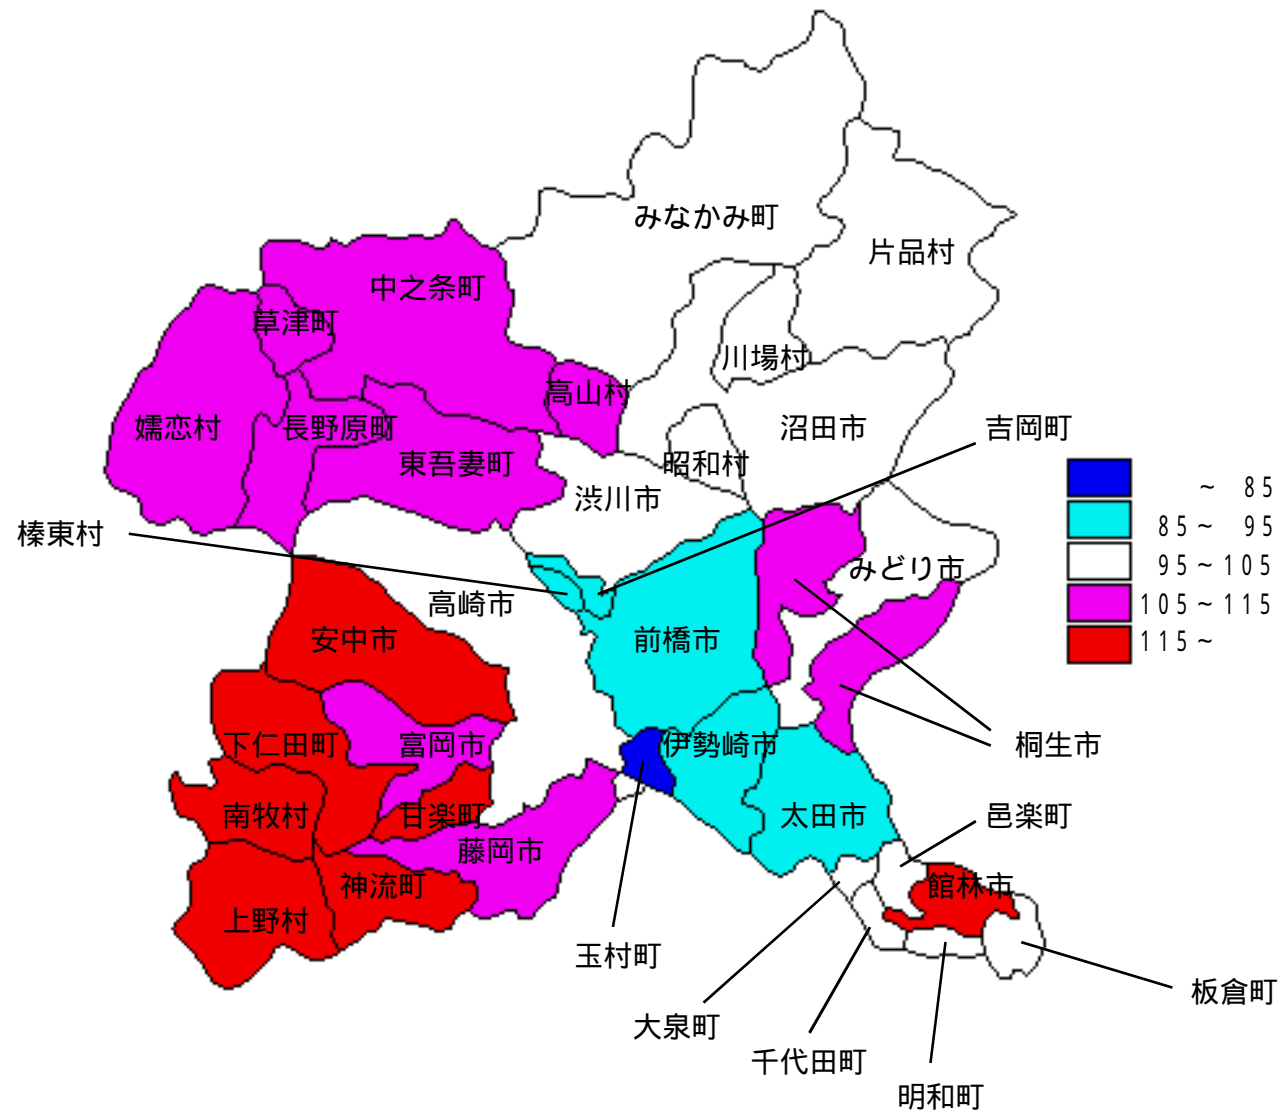 みなかみ町
片品村
中之条町
草津町
川場村
高山村
嬬恋村
長野原町
沼田市
吉岡町
東吾妻町
昭和村
渋川市
～ 85
85～ 95
95～105
105～115
115～
榛東村
みどり市
高崎市
安中市
前橋市
下仁田町
富岡市
伊勢崎市
桐生市
南牧村
甘楽町
太田市
邑楽町
藤岡市
神流町
館林市
上野村
玉村町
板倉町
大泉町
千代田町
明和町